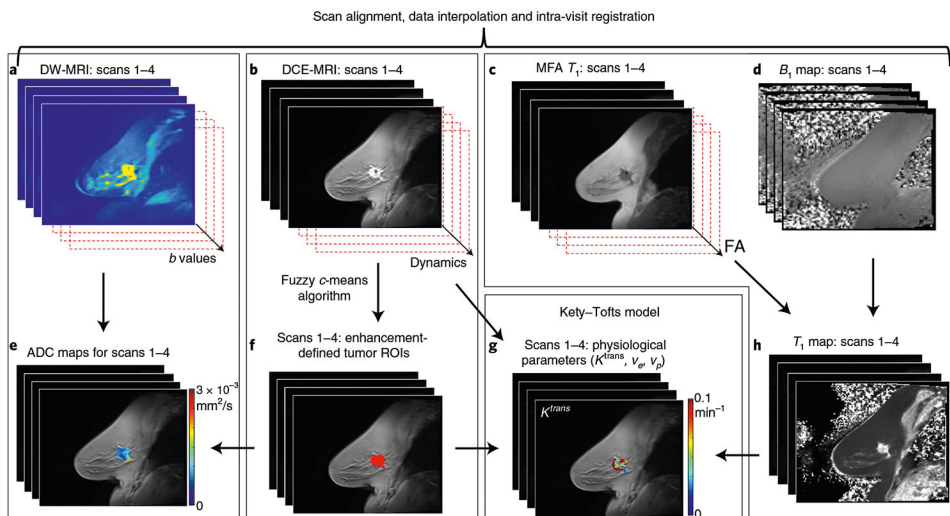 Scan alignment, data interpolation and intra-visit registration
a DW-MRI: scans 1–4
b DCE-MRI: scans 1–4
c MFA T₁: scans 1–4
d B₁ map: scans 1–4
b values
Dynamics
FA
Fuzzy c-means
algorithm
Kety–Tofts model
e ADC maps for scans 1–4
3 × 10⁻³
mm²/s
0
f Scans 1–4: enhancement-
defined tumor ROIs
g Scans 1–4: physiological
parameters (Kᵗʳᵃⁿˢ, vₑ, vₚ)
Kᵗʳᵃⁿˢ
0.1
min⁻¹
0
h T₁ map: scans 1–4